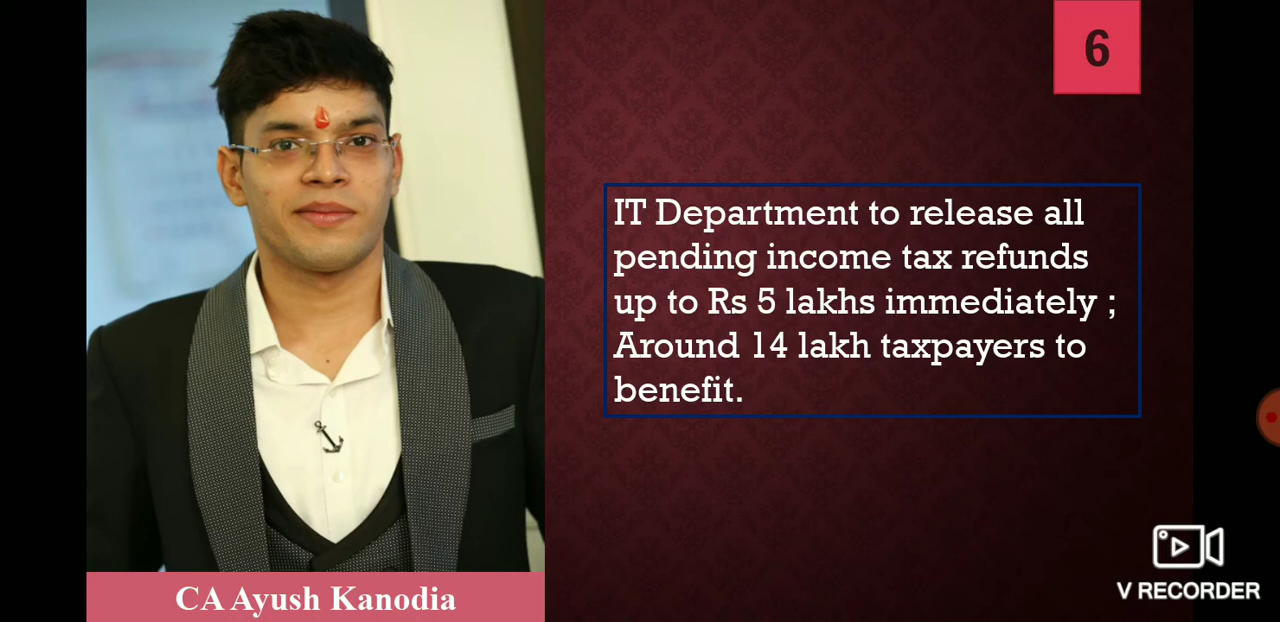 6
IT Department to release all
pending income tax refunds
up to Rs 5 lakhs immediately ;
Around 14 lakh taxpayers to
benefit.
CA Ayush Kanodia
V RECORDER